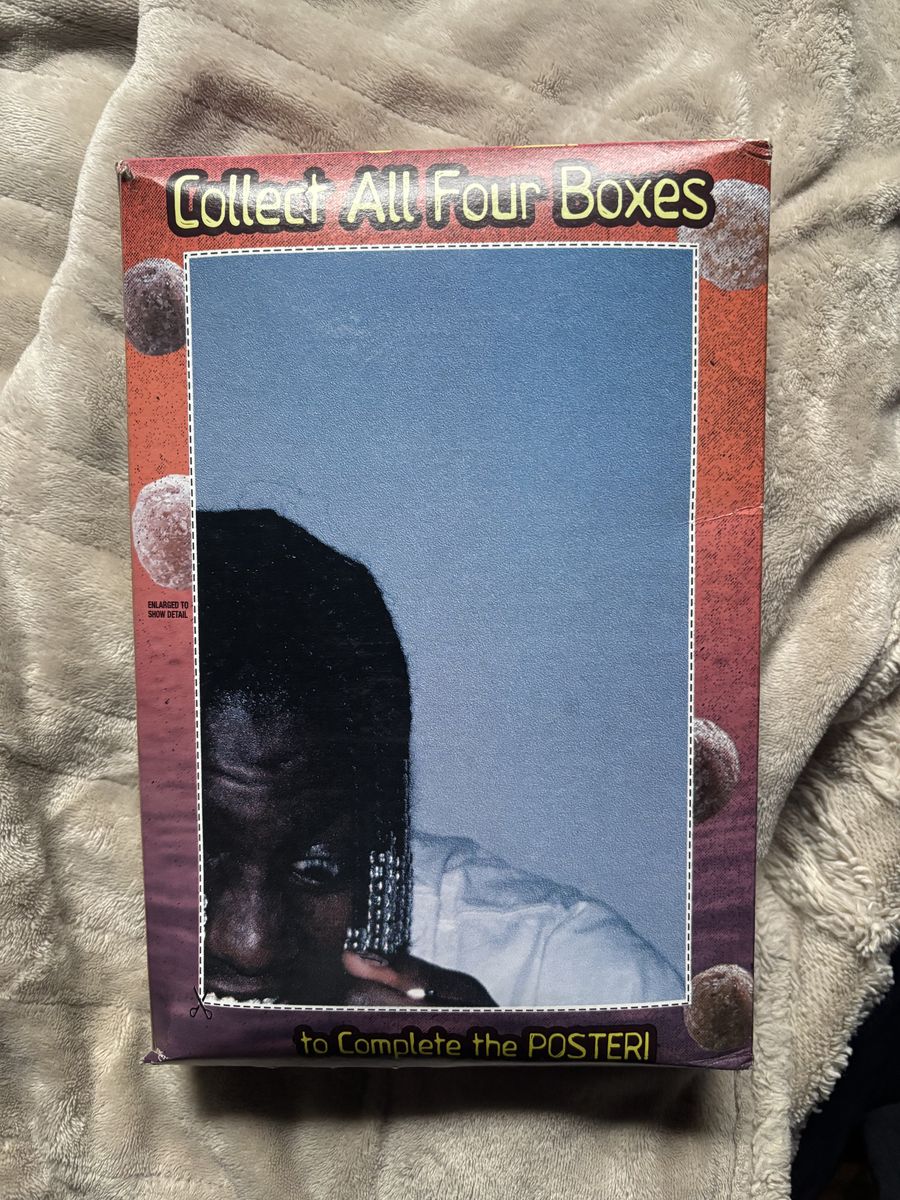 Collect All Four Boxes
ENLARGED TO
SHOW DETAIL
to Complete the POSTER!